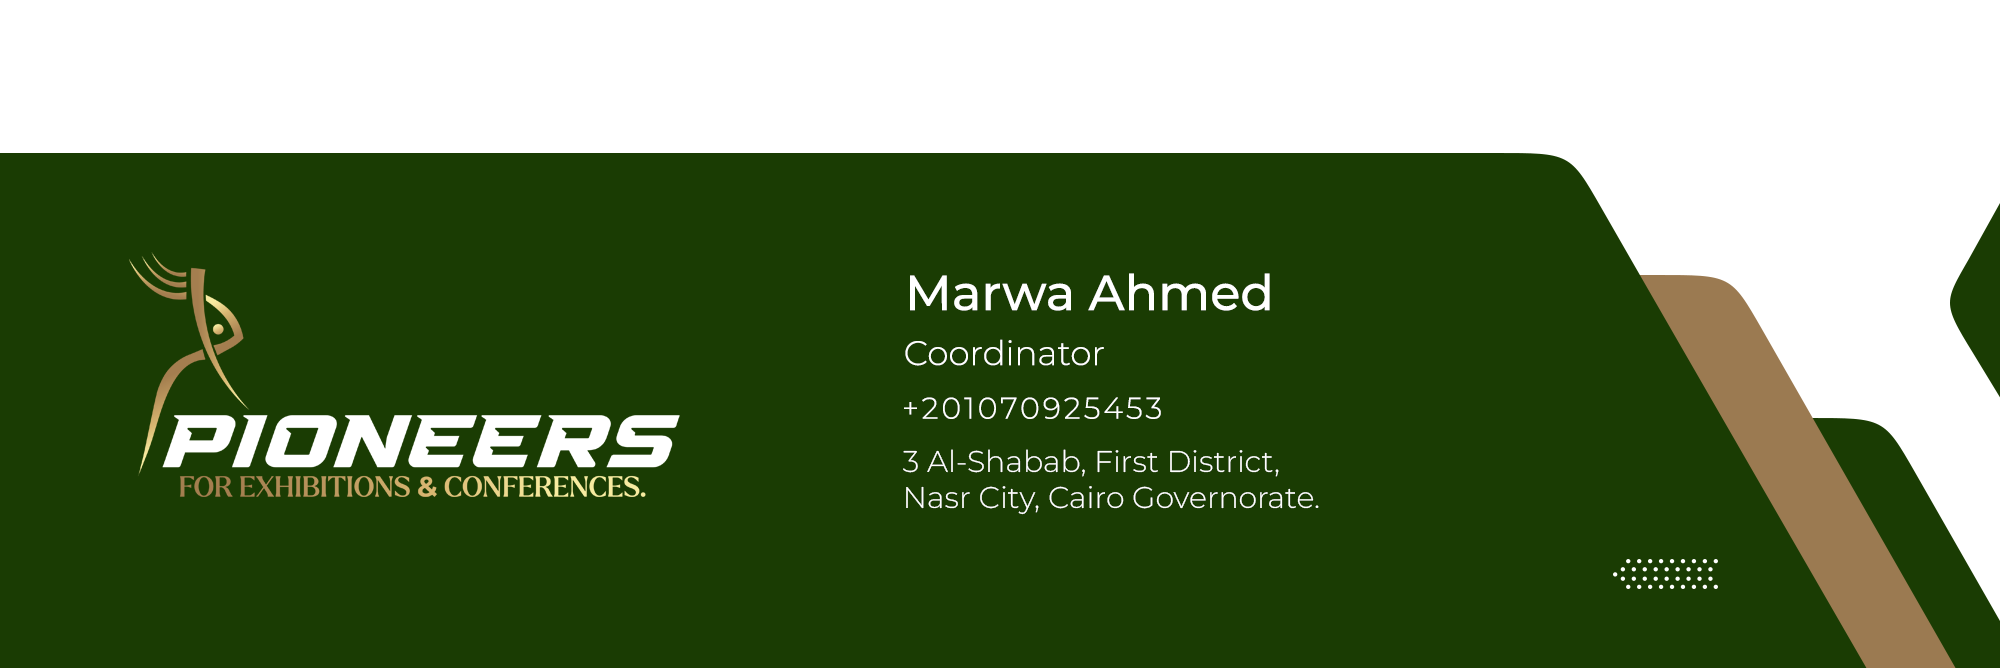 PIONEERS
FOR EXHIBITIONS & CONFERENCES.
Marwa Ahmed
Coordinator
+201070925453
3 Al-Shabab, First District,
Nasr City, Cairo Governorate.